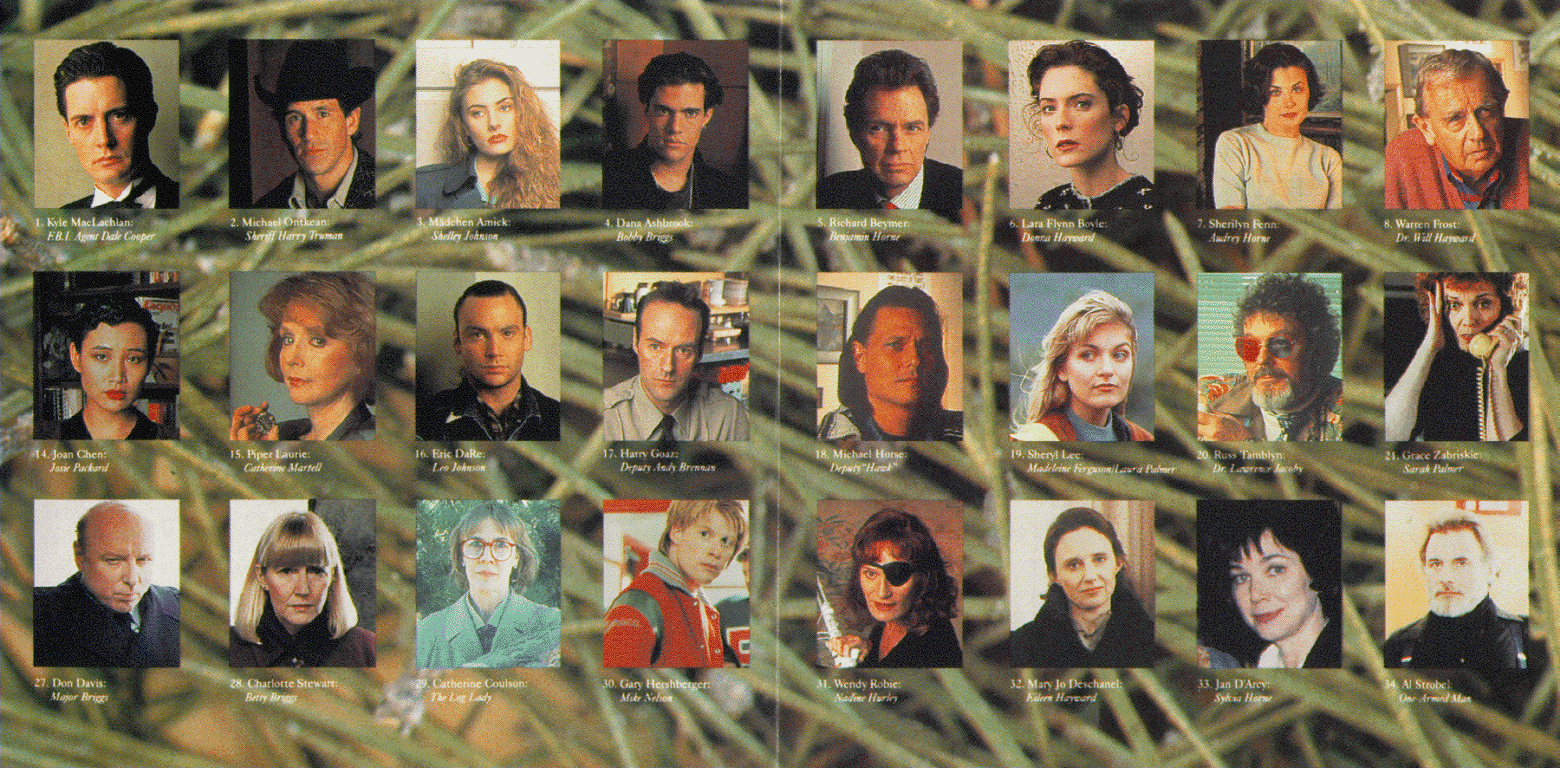 1. Kyle MacLachlan:
F.B.I. Agent Dale Cooper
2. Michael Ontkean:
Sheriff Harry Truman
3. Mädchen Amick:
Shelley Johnson
4. Dana Ashbrook:
Bobby Briggs
5. Richard Beymer:
Benjamin Horne
6. Lara Flynn Boyle:
Donna Hayward
7. Sherilyn Fenn:
Audrey Horne
8. Warren Frost:
Dr. Will Hayward
14. Joan Chen:
Josie Packard
15. Piper Laurie:
Catherine Martell
16. Eric DaRe:
Leo Johnson
17. Harry Goaz:
Deputy Andy Brennan
18. Michael Horse:
Deputy "Hawk"
19. Sheryl Lee:
Madeleine Ferguson/Laura Palmer
20. Russ Tamblyn:
Dr. Lawrence Jacoby
21. Grace Zabriskie:
Sarah Palmer
27. Don Davis:
Major Briggs
28. Charlotte Stewart:
Betty Briggs
29. Catherine Coulson:
The Log Lady
30. Gary Hershberger:
Mike Nelson
31. Wendy Robie:
Nadine Hurley
32. Mary Jo Deschanel:
Eileen Hayward
33. Jan D'Arcy:
Sylvia Horne
34. Al Strobel:
One-Armed Man